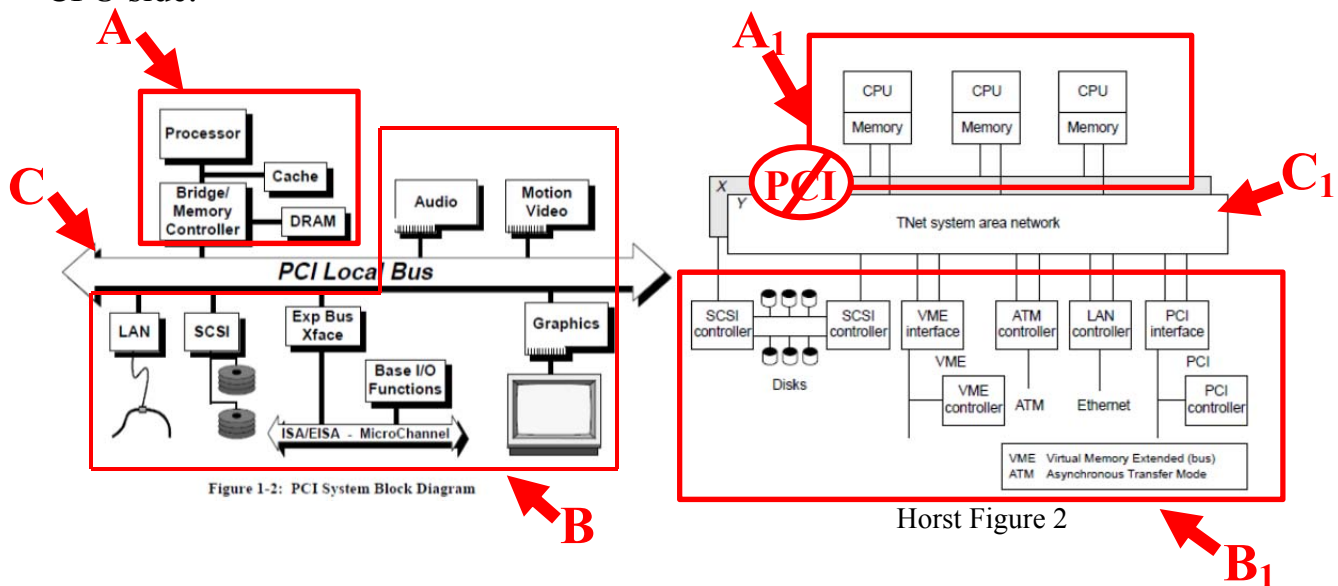 A
A1
CPU
CPU
CPU
Processor
Memory
Memory
Memory
Cache
C
PCI
C1
Bridge/
Memory
Controller
DRAM
Audio
Motion
Video
X
Y
TNet system area network
PCI Local Bus
LAN
SCSI
Exp Bus
Xface
Graphics
Base I/O
Functions
ISA/EISA - MicroChannel
SCSI
controller
SCSI
controller
VME
interface
ATM
controller
LAN
controller
PCI
interface
Disks
VME
VME
controller
ATM
Ethernet
PCI
PCI
controller
VME Virtual Memory Extended (bus)
ATM Asynchronous Transfer Mode
Figure 1-2: PCI System Block Diagram
B
Horst Figure 2
B1